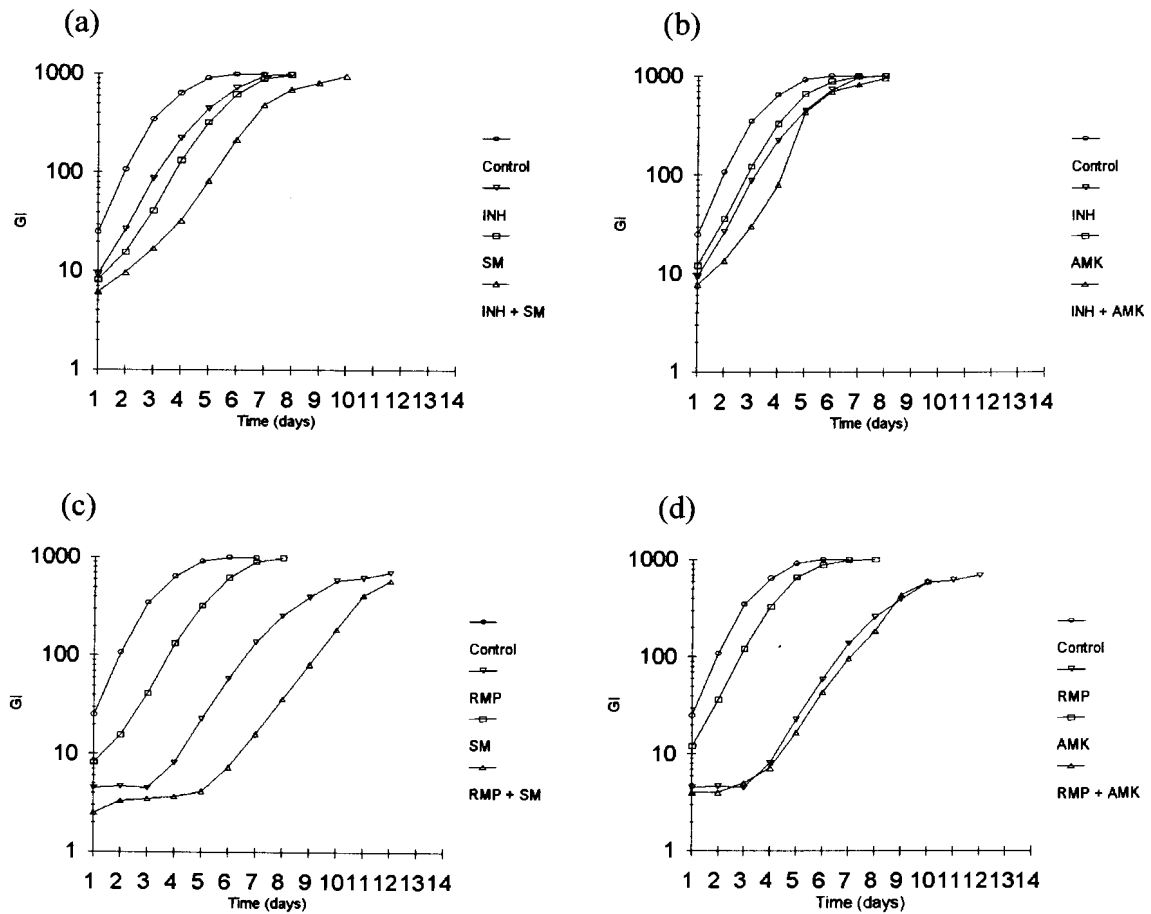 (a)
1000
100
10
1
GI
1 2 3 4 5 6 7 8 9 10 11 12 13 14
Time (days)
Control
INH
SM
INH + SM
(b)
1000
100
10
1
GI
1 2 3 4 5 6 7 8 9 10 11 12 13 14
Time (days)
Control
INH
AMK
INH + AMK
(c)
1000
100
10
1
GI
1 2 3 4 5 6 7 8 9 10 11 12 13 14
Time (days)
Control
RMP
SM
RMP + SM
(d)
1000
100
10
1
GI
1 2 3 4 5 6 7 8 9 10 11 12 13 14
Time (days)
Control
RMP
AMK
RMP + AMK